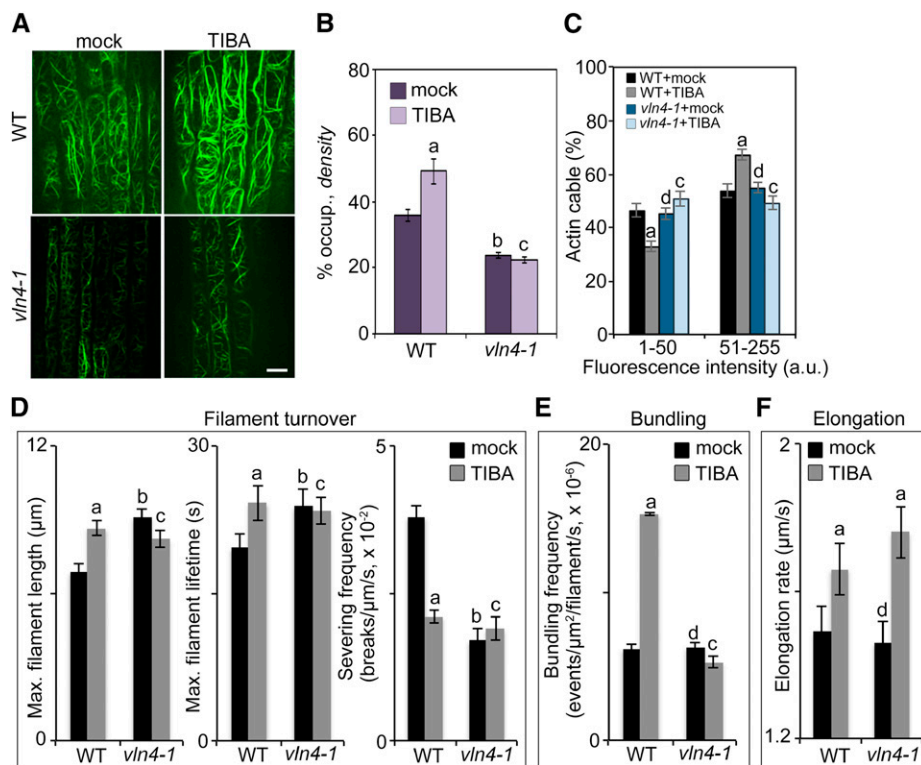 A
mock
TIBA
WT
vln4-1
B
% occup., density
80
60
40
20
0
mock
TIBA
a
b
c
WT
vln4-1
C
Actin cable (%)
100
80
60
40
20
0
WT+mock
WT+TIBA
vln4-1+mock
vln4-1+TIBA
a
d
c
a
d
c
1-50
51-255
Fluorescence intensity (a.u.)
D
Filament turnover
Max. filament length (μm)
12
0
a
b
c
WT
vln4-1
Max. filament lifetime (s)
30
0
a
b
c
WT
vln4-1
Severing frequency
(breaks/μm/s, x 10-2)
5
0
mock
TIBA
a
b
c
WT
vln4-1
E
Bundling
Bundling frequency
(events/μm2/filament/s, x 10-6)
20
0
mock
TIBA
a
d
c
WT
vln4-1
F
Elongation
Elongation rate (μm/s)
2
1.2
mock
TIBA
a
d
a
WT
vln4-1